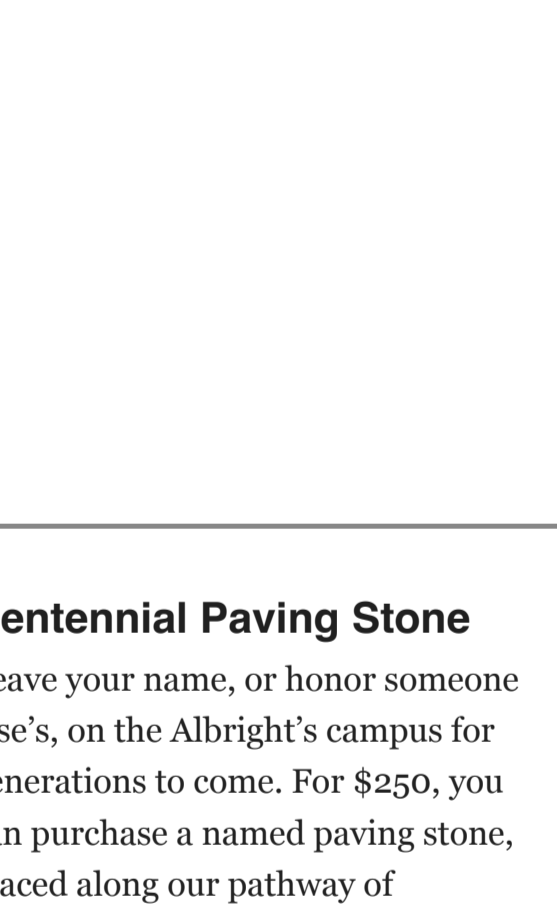 entennial Paving Stone
eave your name, or honor someone
se’s, on the Albright’s campus for
enerations to come. For $250, you
n purchase a named paving stone,
aced along our pathway of